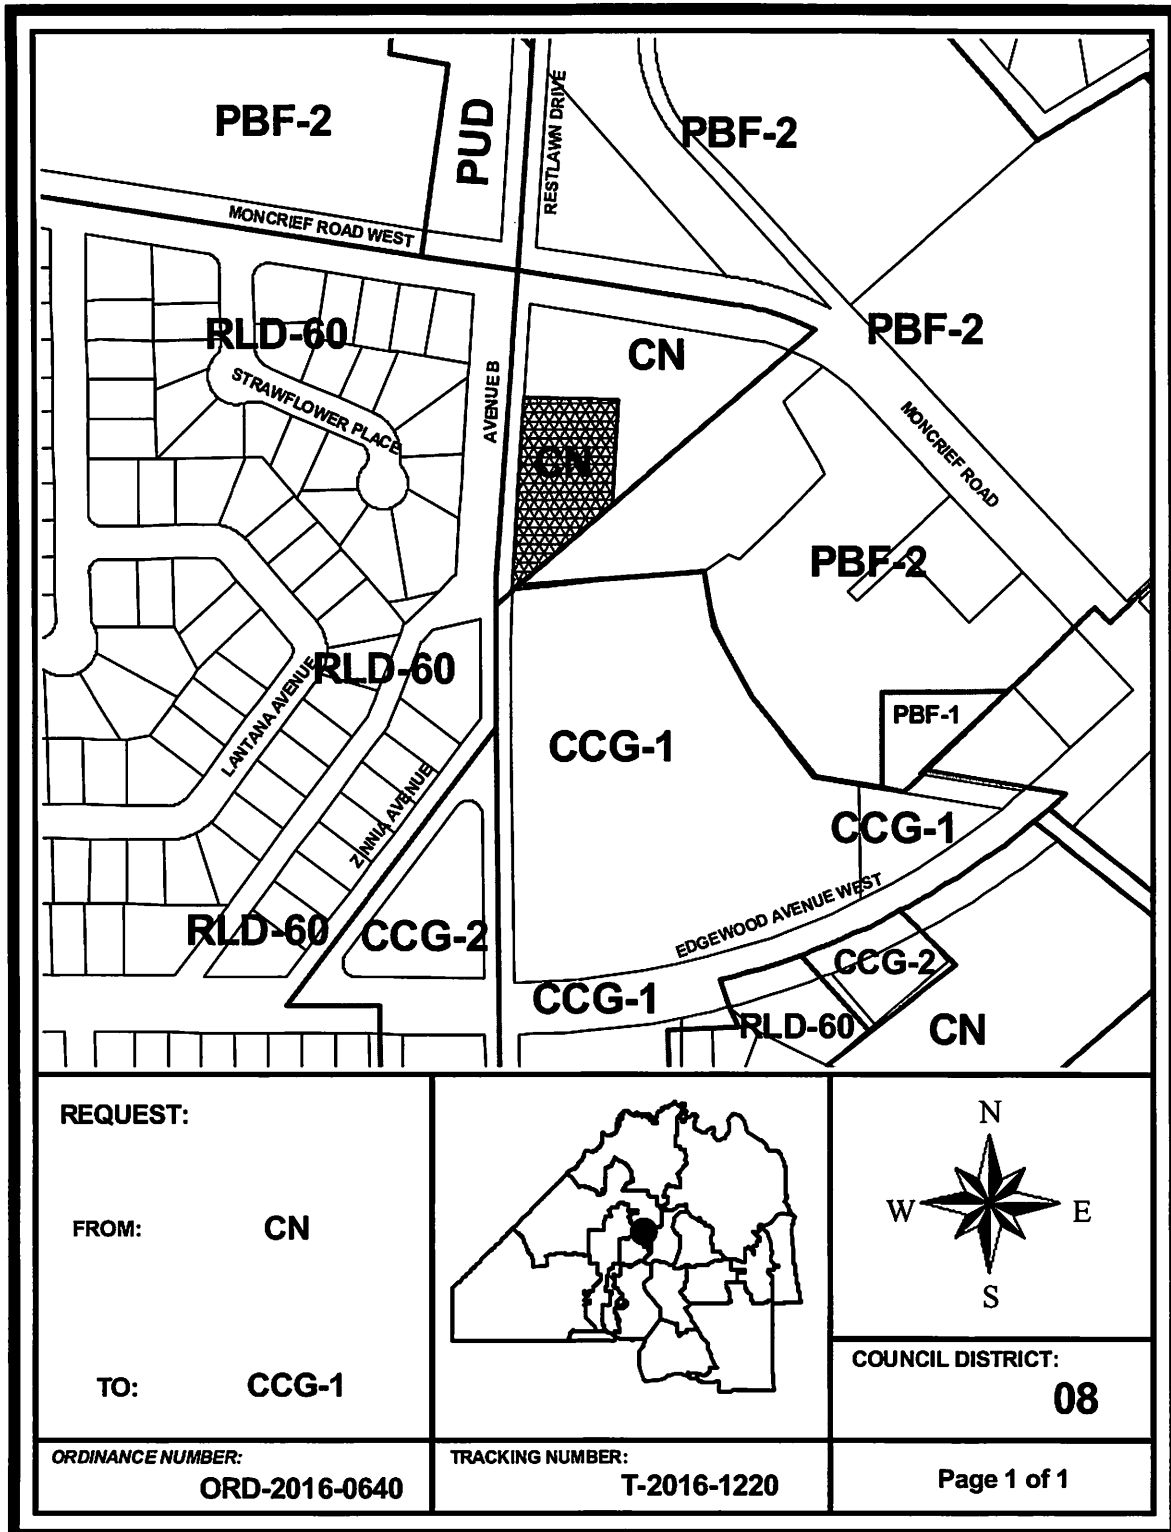 PBF-2
PUD
RESTLAWN DRIVE
PBF-2
MONCRIEF ROAD WEST
RLD-60
CN
PBF-2
STRAWFLOWER PLACE
AVENUE B
MONCRIEF ROAD
CN
PBF-2
RLD-60
LANTANA AVENUE
PBF-1
CCG-1
ZINNIA AVENUE
CCG-1
EDGEWOOD AVENUE WEST
RLD-60
CCG-2
CCG-2
CCG-1
RLD-60
CN
REQUEST:
FROM: CN
TO: CCG-1
N
W E
S
COUNCIL DISTRICT:
08
ORDINANCE NUMBER:
ORD-2016-0640
TRACKING NUMBER:
T-2016-1220
Page 1 of 1